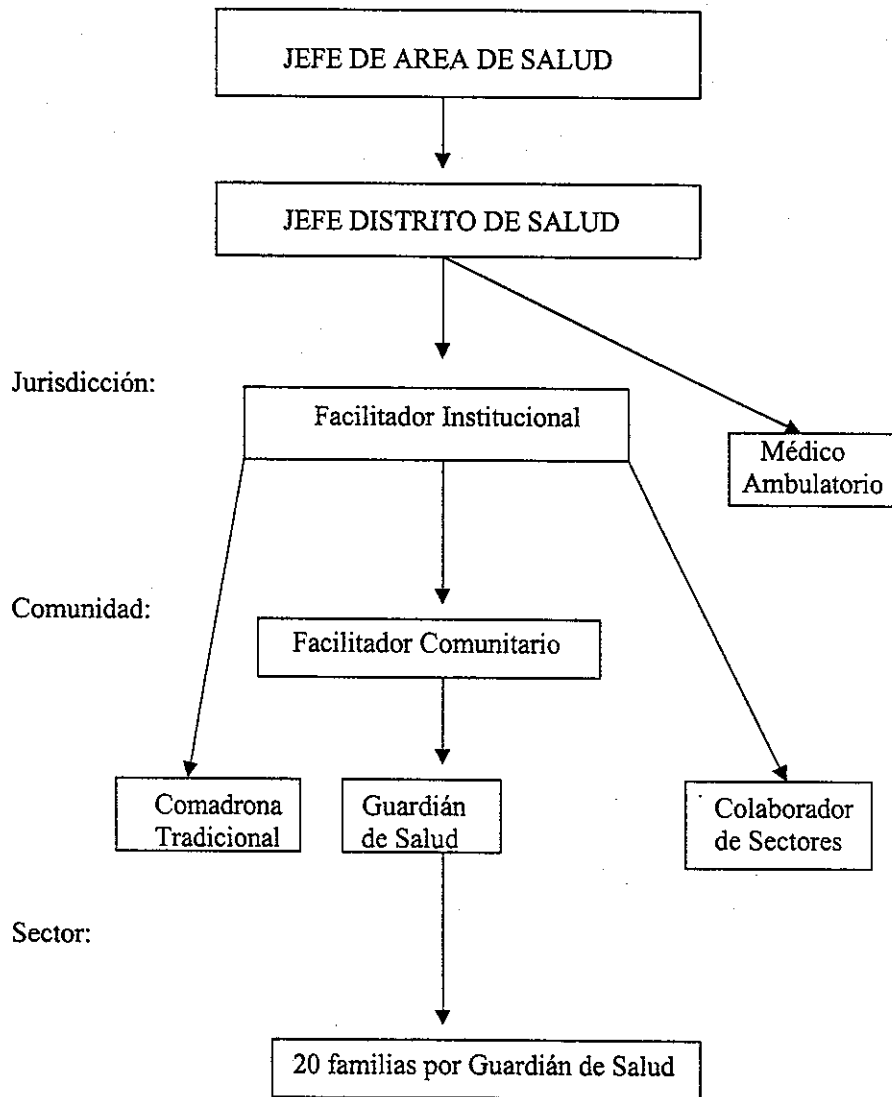 JEFE DE AREA DE SALUD
JEFE DISTRITO DE SALUD
Jurisdicción:
Facilitador Institucional
Médico
Ambulatorio
Comunidad:
Facilitador Comunitario
Comadrona
Tradicional
Guardián
de Salud
Colaborador
de Sectores
Sector:
20 familias por Guardián de Salud